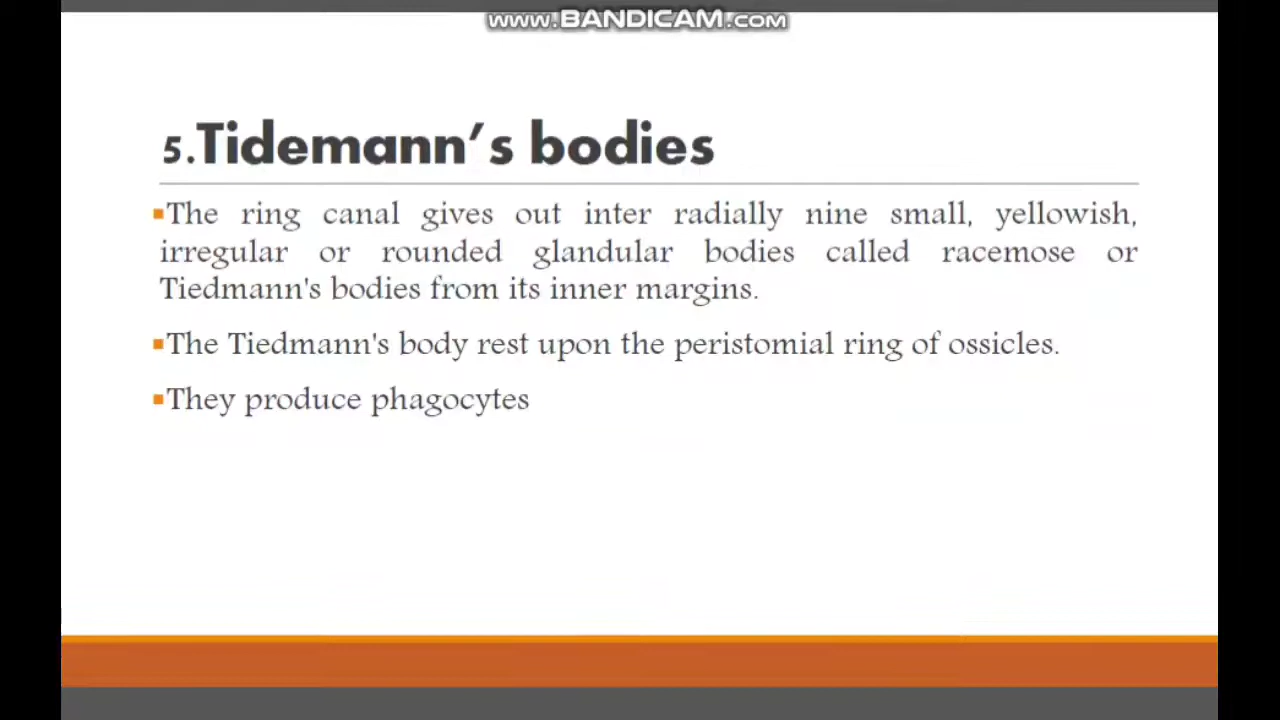 www.BANDICAM.com
5.Tidemann’s bodies
▪The ring canal gives out inter radially nine small, yellowish,
irregular or rounded glandular bodies called racemose or
Tiedmann's bodies from its inner margins.
▪The Tiedmann's body rest upon the peristomial ring of ossicles.
▪They produce phagocytes